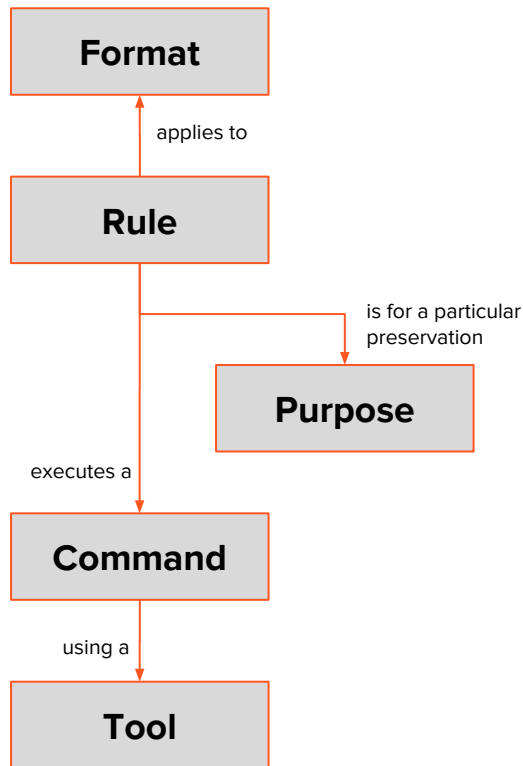 Format
applies to
Rule
is for a particular
preservation
Purpose
executes a
Command
using a
Tool